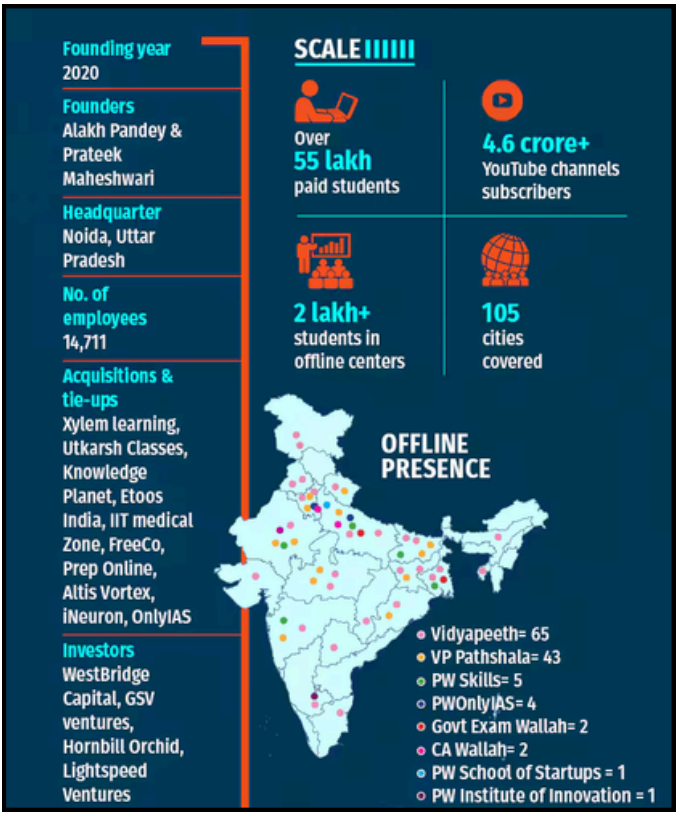 Founding year
2020
Founders
Alakh Pandey &
Prateek
Maheshwari
Headquarter
Noida, Uttar
Pradesh
No. of
employees
14,711
Acquisitions &
tie-ups
Xylem learning,
Utkarsh Classes,
Knowledge
Planet, Etoos
India, IIT medical
Zone, FreeCo,
Prep Online,
Altis Vortex,
iNeuron, OnlyIAS
Investors
WestBridge
Capital, GSV
ventures,
Hornbill Orchid,
Lightspeed
Ventures
SCALE
Over
55 lakh
paid students
4.6 crore+
YouTube channels
subscribers
2 lakh+
students in
offline centers
105
cities
covered
OFFLINE
PRESENCE
Vidyapeeth= 65
VP Pathshala= 43
PW Skills= 5
PWOnlyIAS= 4
Govt Exam Wallah= 2
CA Wallah= 2
PW School of Startups = 1
PW Institute of Innovation = 1